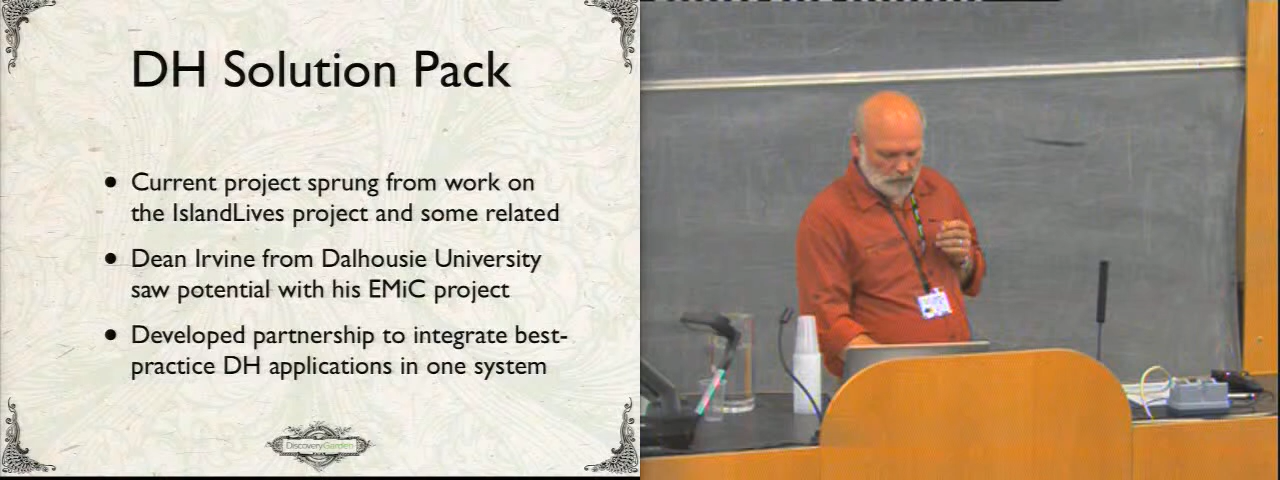 DH Solution Pack
• Current project sprung from work on
the IslandLives project and some related
• Dean Irvine from Dalhousie University
saw potential with his EMiC project
• Developed partnership to integrate best-
practice DH applications in one system
DiscoveryGarden